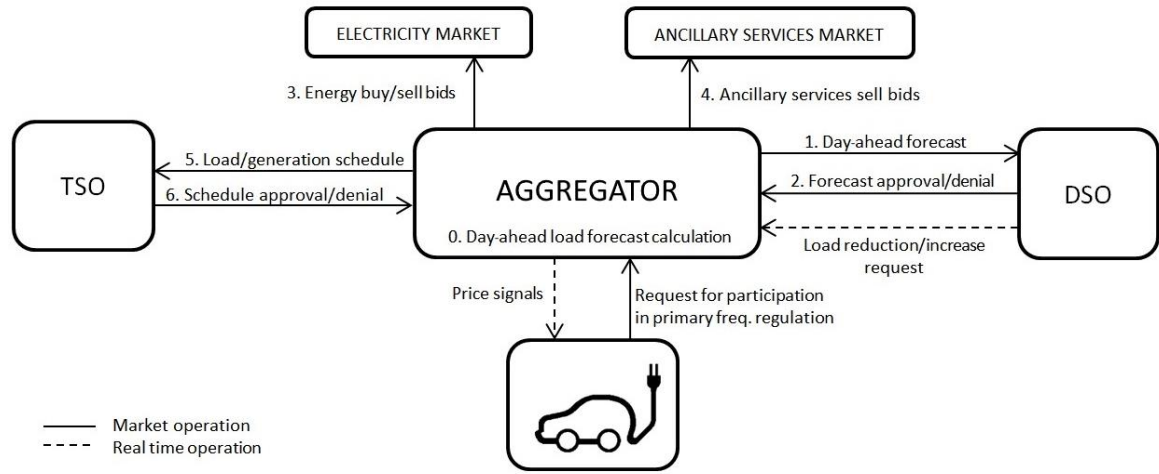 ELECTRICITY MARKET
ANCILLARY SERVICES MARKET
3. Energy buy/sell bids
4. Ancillary services sell bids
TSO
5. Load/generation schedule
6. Schedule approval/denial
AGGREGATOR
0. Day-ahead load forecast calculation
1. Day-ahead forecast
2. Forecast approval/denial
Load reduction/increase
request
DSO
Price signals
Request for participation
in primary freq. regulation
Market operation
Real time operation